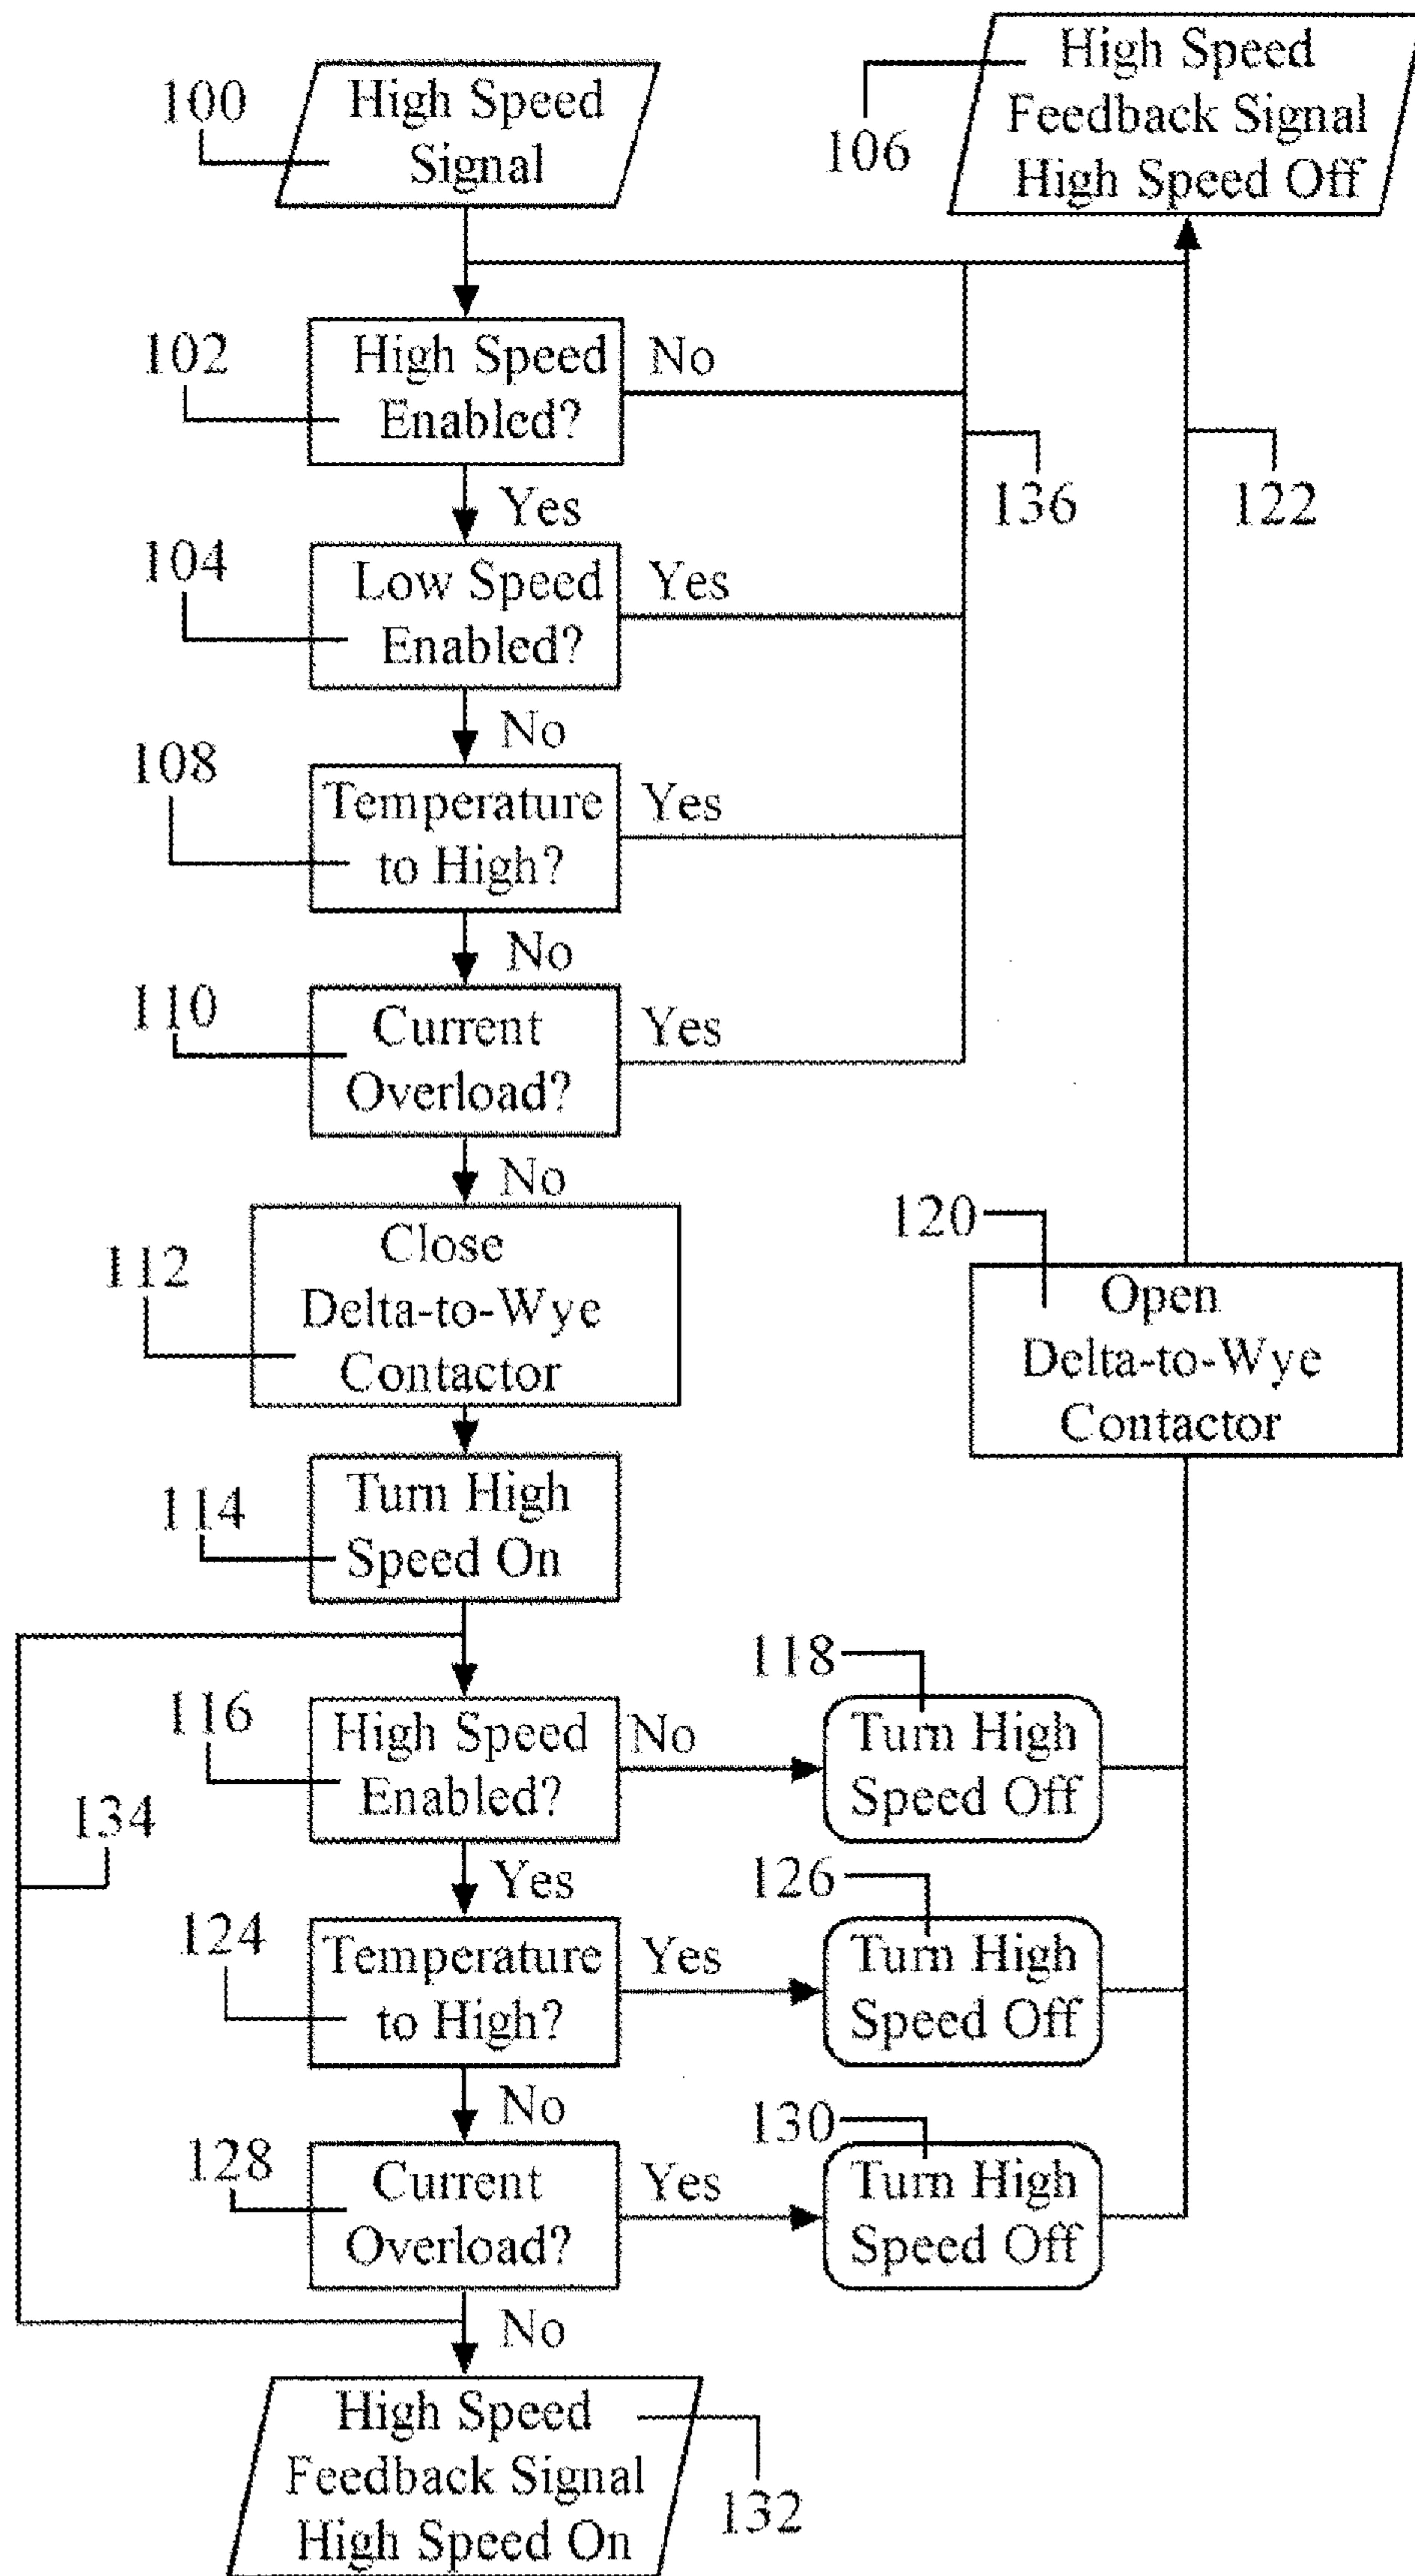 100
High Speed
Signal
High Speed
Feedback Signal
High Speed Off
106
102
High Speed
Enabled?
No
Yes
136
122
104
Low Speed
Enabled?
Yes
No
108
Temperature
to High?
Yes
No
110
Current
Overload?
Yes
No
112
Close
Delta-to-Wye
Contactor
120
Open
Delta-to-Wye
Contactor
114
Turn High
Speed On
116
High Speed
Enabled?
No
118
Turn High
Speed Off
134
Yes
124
Temperature
to High?
Yes
126
Turn High
Speed Off
No
128
Current
Overload?
Yes
130
Turn High
Speed Off
No
High Speed
Feedback Signal
High Speed On
132